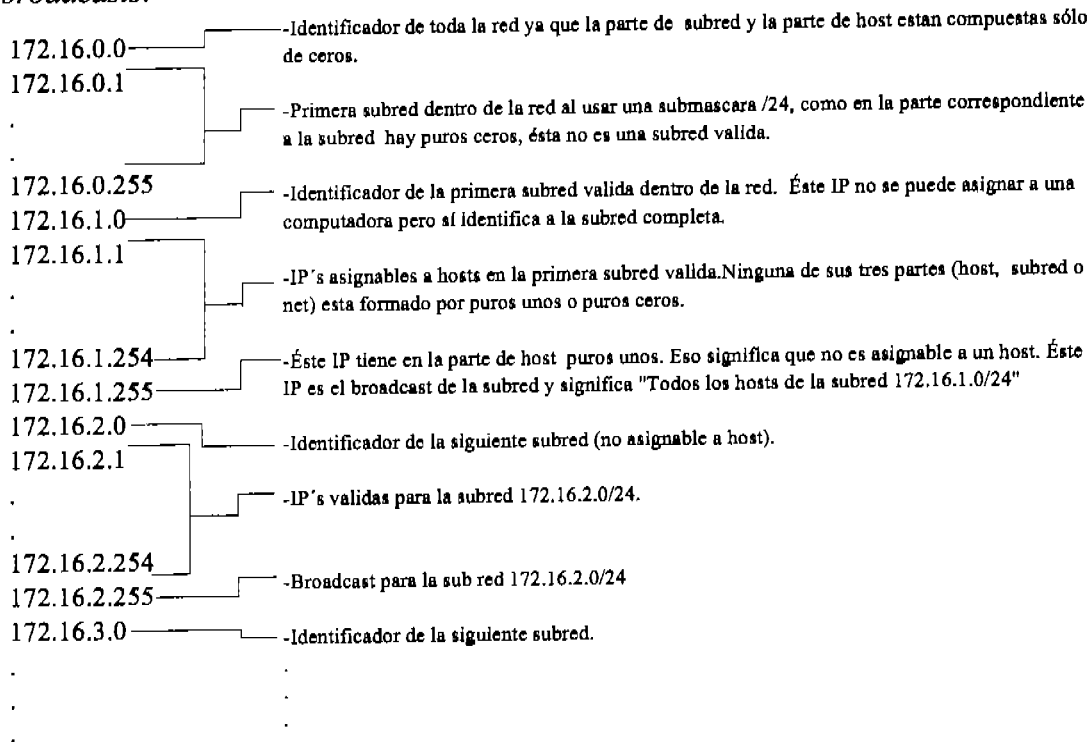 broadcasts:
172.16.0.0
-Identificador de toda la red ya que la parte de subred y la parte de host estan compuestas sólo
de ceros.
172.16.0.1
.
-Primera subred dentro de la red al usar una submascara /24, como en la parte correspondiente
a la subred hay puros ceros, ésta no es una subred valida.
.
172.16.0.255
172.16.1.0
-Identificador de la primera subred valida dentro de la red. Éste IP no se puede asignar a una
computadora pero sí identifica a la subred completa.
172.16.1.1
.
-IP´s asignables a hosts en la primera subred valida.Ninguna de sus tres partes (host, subred o
net) esta formado por puros unos o puros ceros.
.
172.16.1.254
172.16.1.255
-Éste IP tiene en la parte de host puros unos. Eso significa que no es asignable a un host. Éste
IP es el broadcast de la subred y significa "Todos los hosts de la subred 172.16.1.0/24"
172.16.2.0
-Identificador de la siguiente subred (no asignable a host).
172.16.2.1
.
-IP´s validas para la subred 172.16.2.0/24.
.
172.16.2.254
172.16.2.255
-Broadcast para la sub red 172.16.2.0/24
172.16.3.0
-Identificador de la siguiente subred.
. .
. .
. .